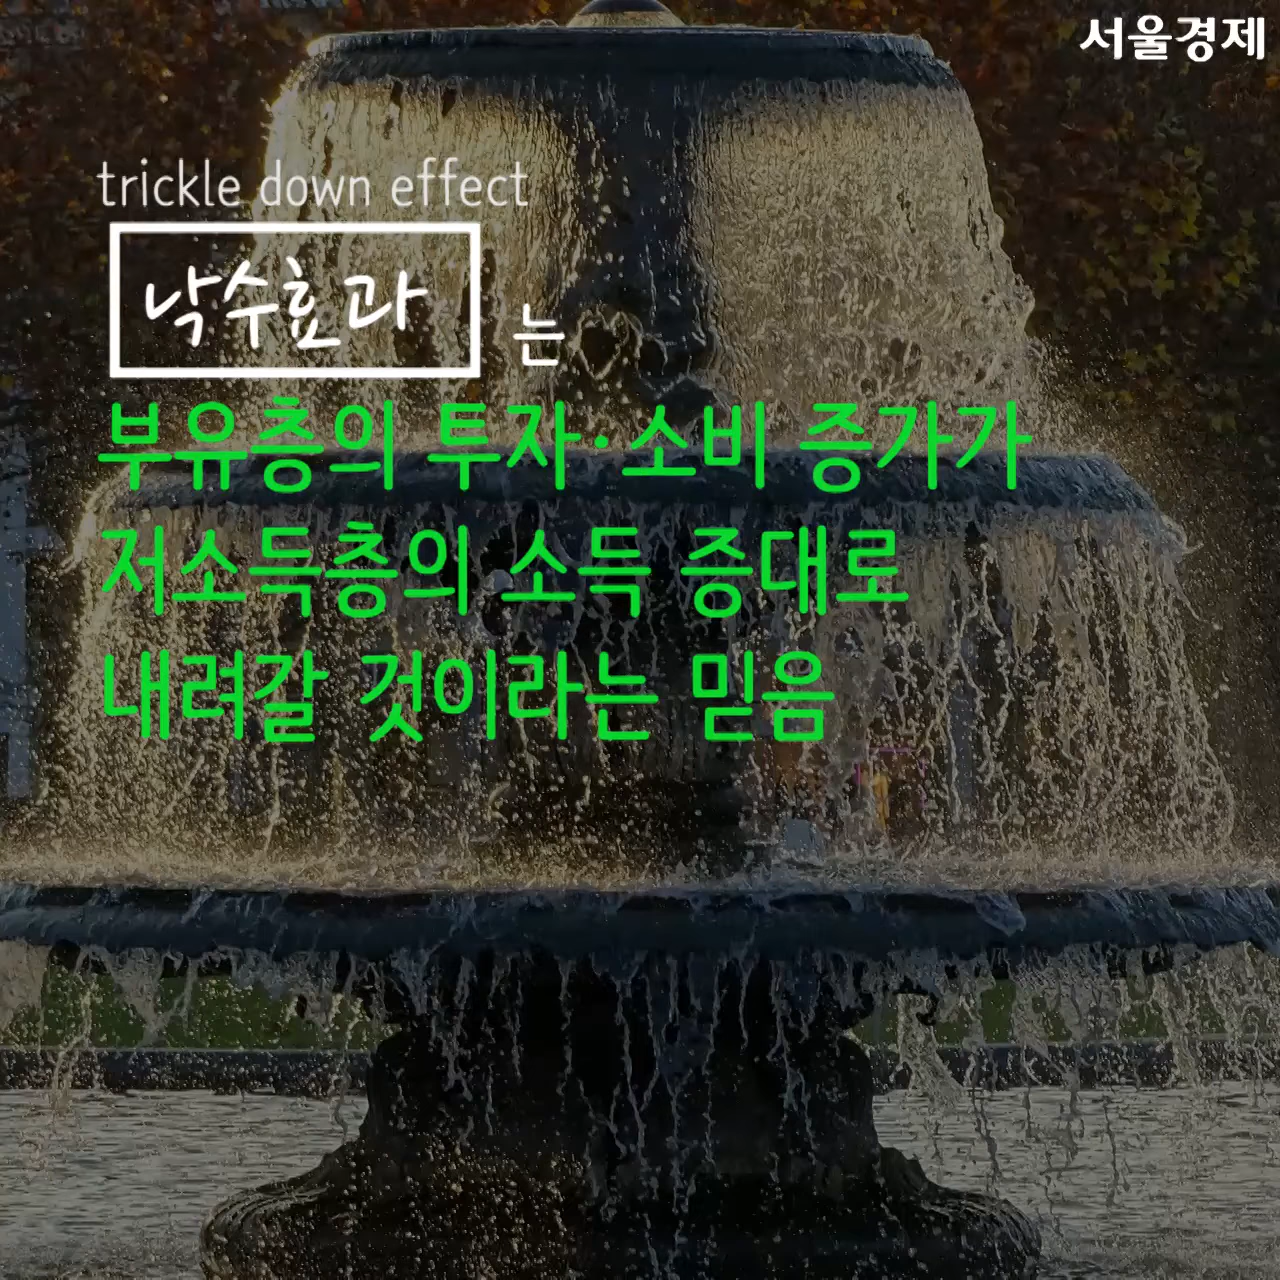 서울경제
trickle down effect
낙수효과 는
부유층의 투자·소비 증가가
저소득층의 소득 증대로
내려갈 것이라는 믿음